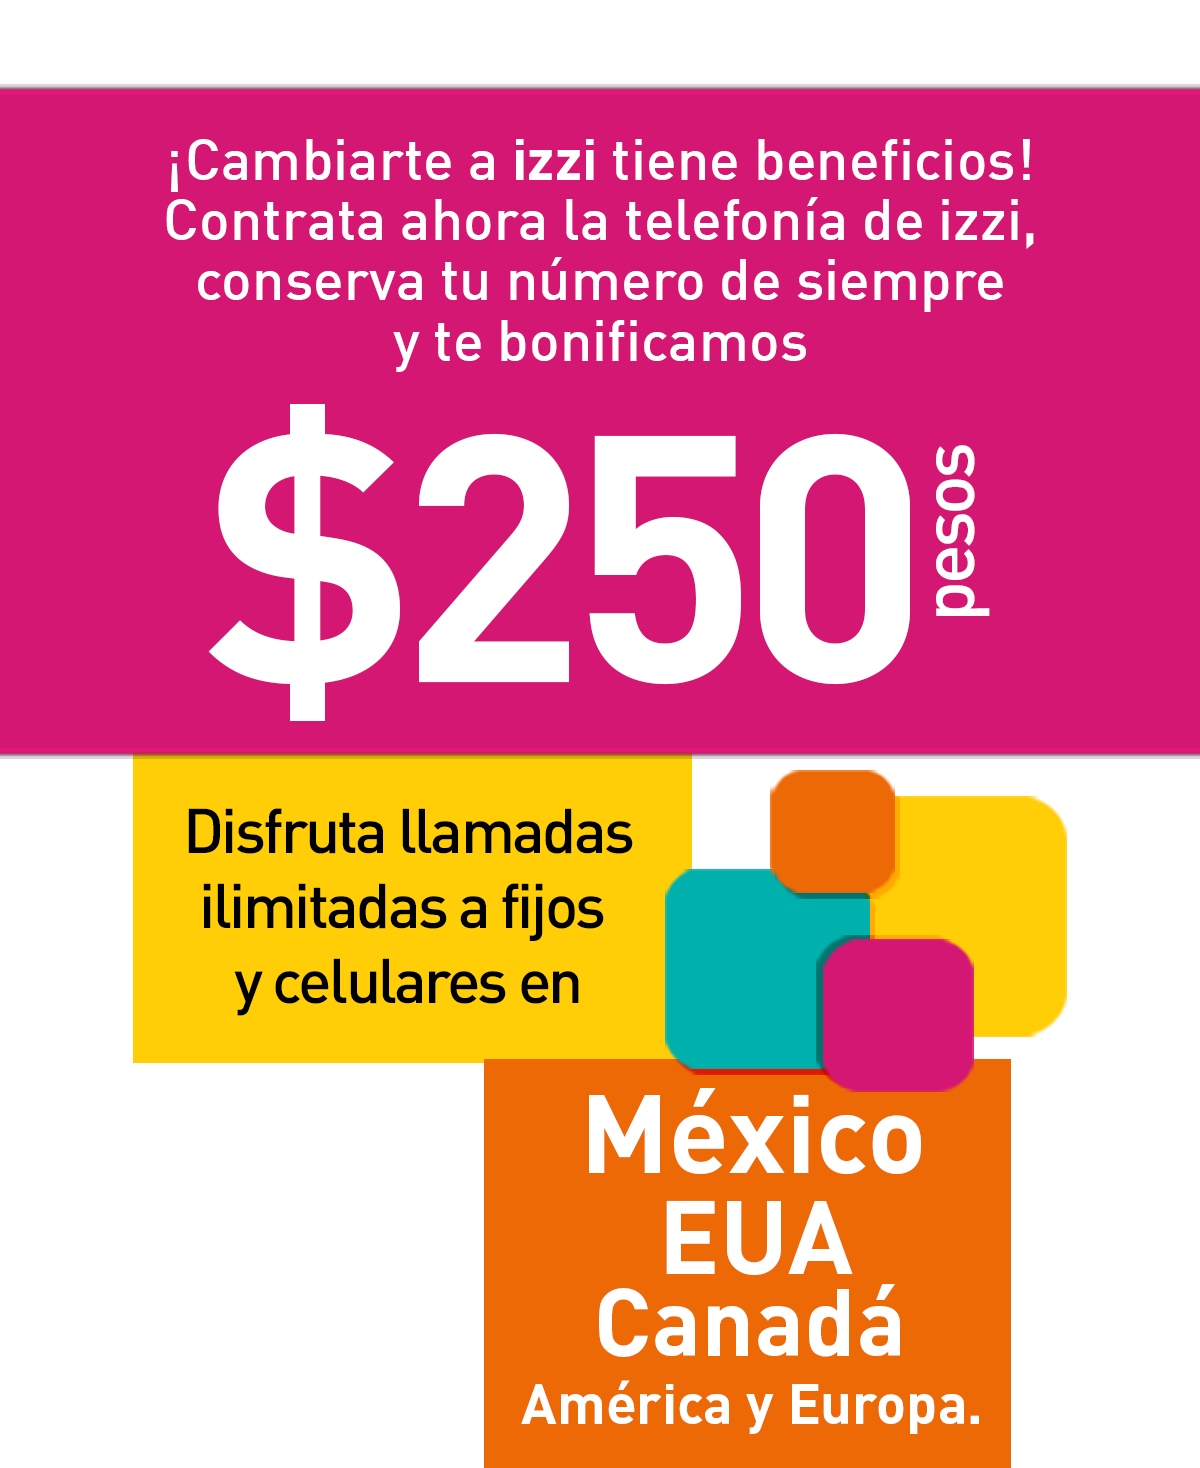 ¡Cambiarte a izzi tiene beneficios!
Contrata ahora la telefonía de izzi,
conserva tu número de siempre
y te bonificamos
$250 pesos
Disfruta llamadas
ilimitadas a fijos
y celulares en
México
EUA
Canadá
América y Europa.